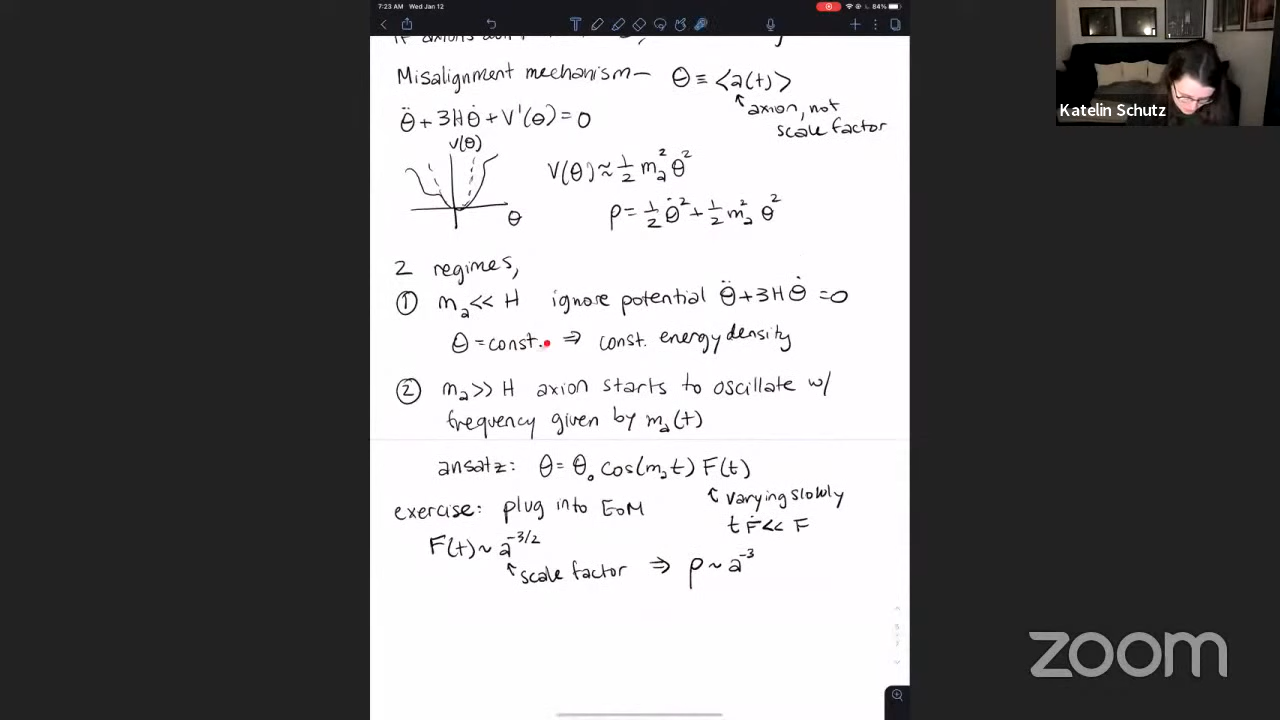 7:23 AM Wed Jan 12
84%
If axions
Misalignment mechanism— θ ≡ <a(t)>
↑ axion, not
scale factor
θ̈ + 3Hθ̇ + V'(θ) = 0
V(θ)
V(θ) ≈ 1/2 m_a² θ²
θ
ρ = 1/2 θ̇² + 1/2 m_a² θ²
2 regimes,
① m_a << H ignore potential θ̈ + 3Hθ̇ = 0
θ = const. ⇒ const. energy density
② m_a >> H axion starts to oscillate w/
frequency given by m_a(t)
ansatz: θ = θ₀ cos(m_a t) F(t)
↑ varying slowly
exercise: plug into EoM
t Ḟ << F
F(t) ~ a^{-3/2}
↑ scale factor ⇒ ρ ~ a^{-3}
Katelin Schutz
zoom